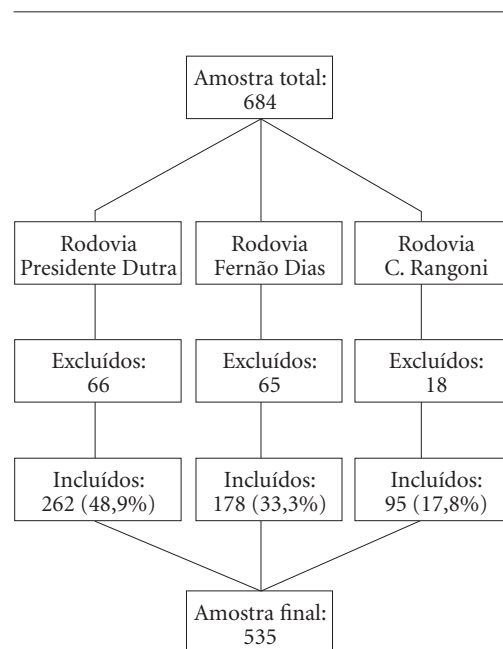 Amostra total:
684
Rodovia
Presidente Dutra
Rodovia
Fernão Dias
Rodovia
C. Rangoni
Excluídos:
66
Excluídos:
65
Excluídos:
18
Incluídos:
262 (48,9%)
Incluídos:
178 (33,3%)
Incluídos:
95 (17,8%)
Amostra final:
535